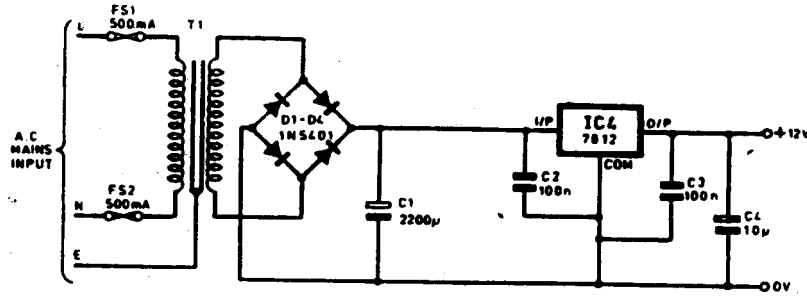 FS1
500mA
T1
L
A.C
MAINS
INPUT
D1-D4
1N5401
I/P
IC4
7812
O/P
COM
+12V
C2
100n
C3
100n
C1
2200µ
C4
10µ
FS2
500mA
N
E
0V